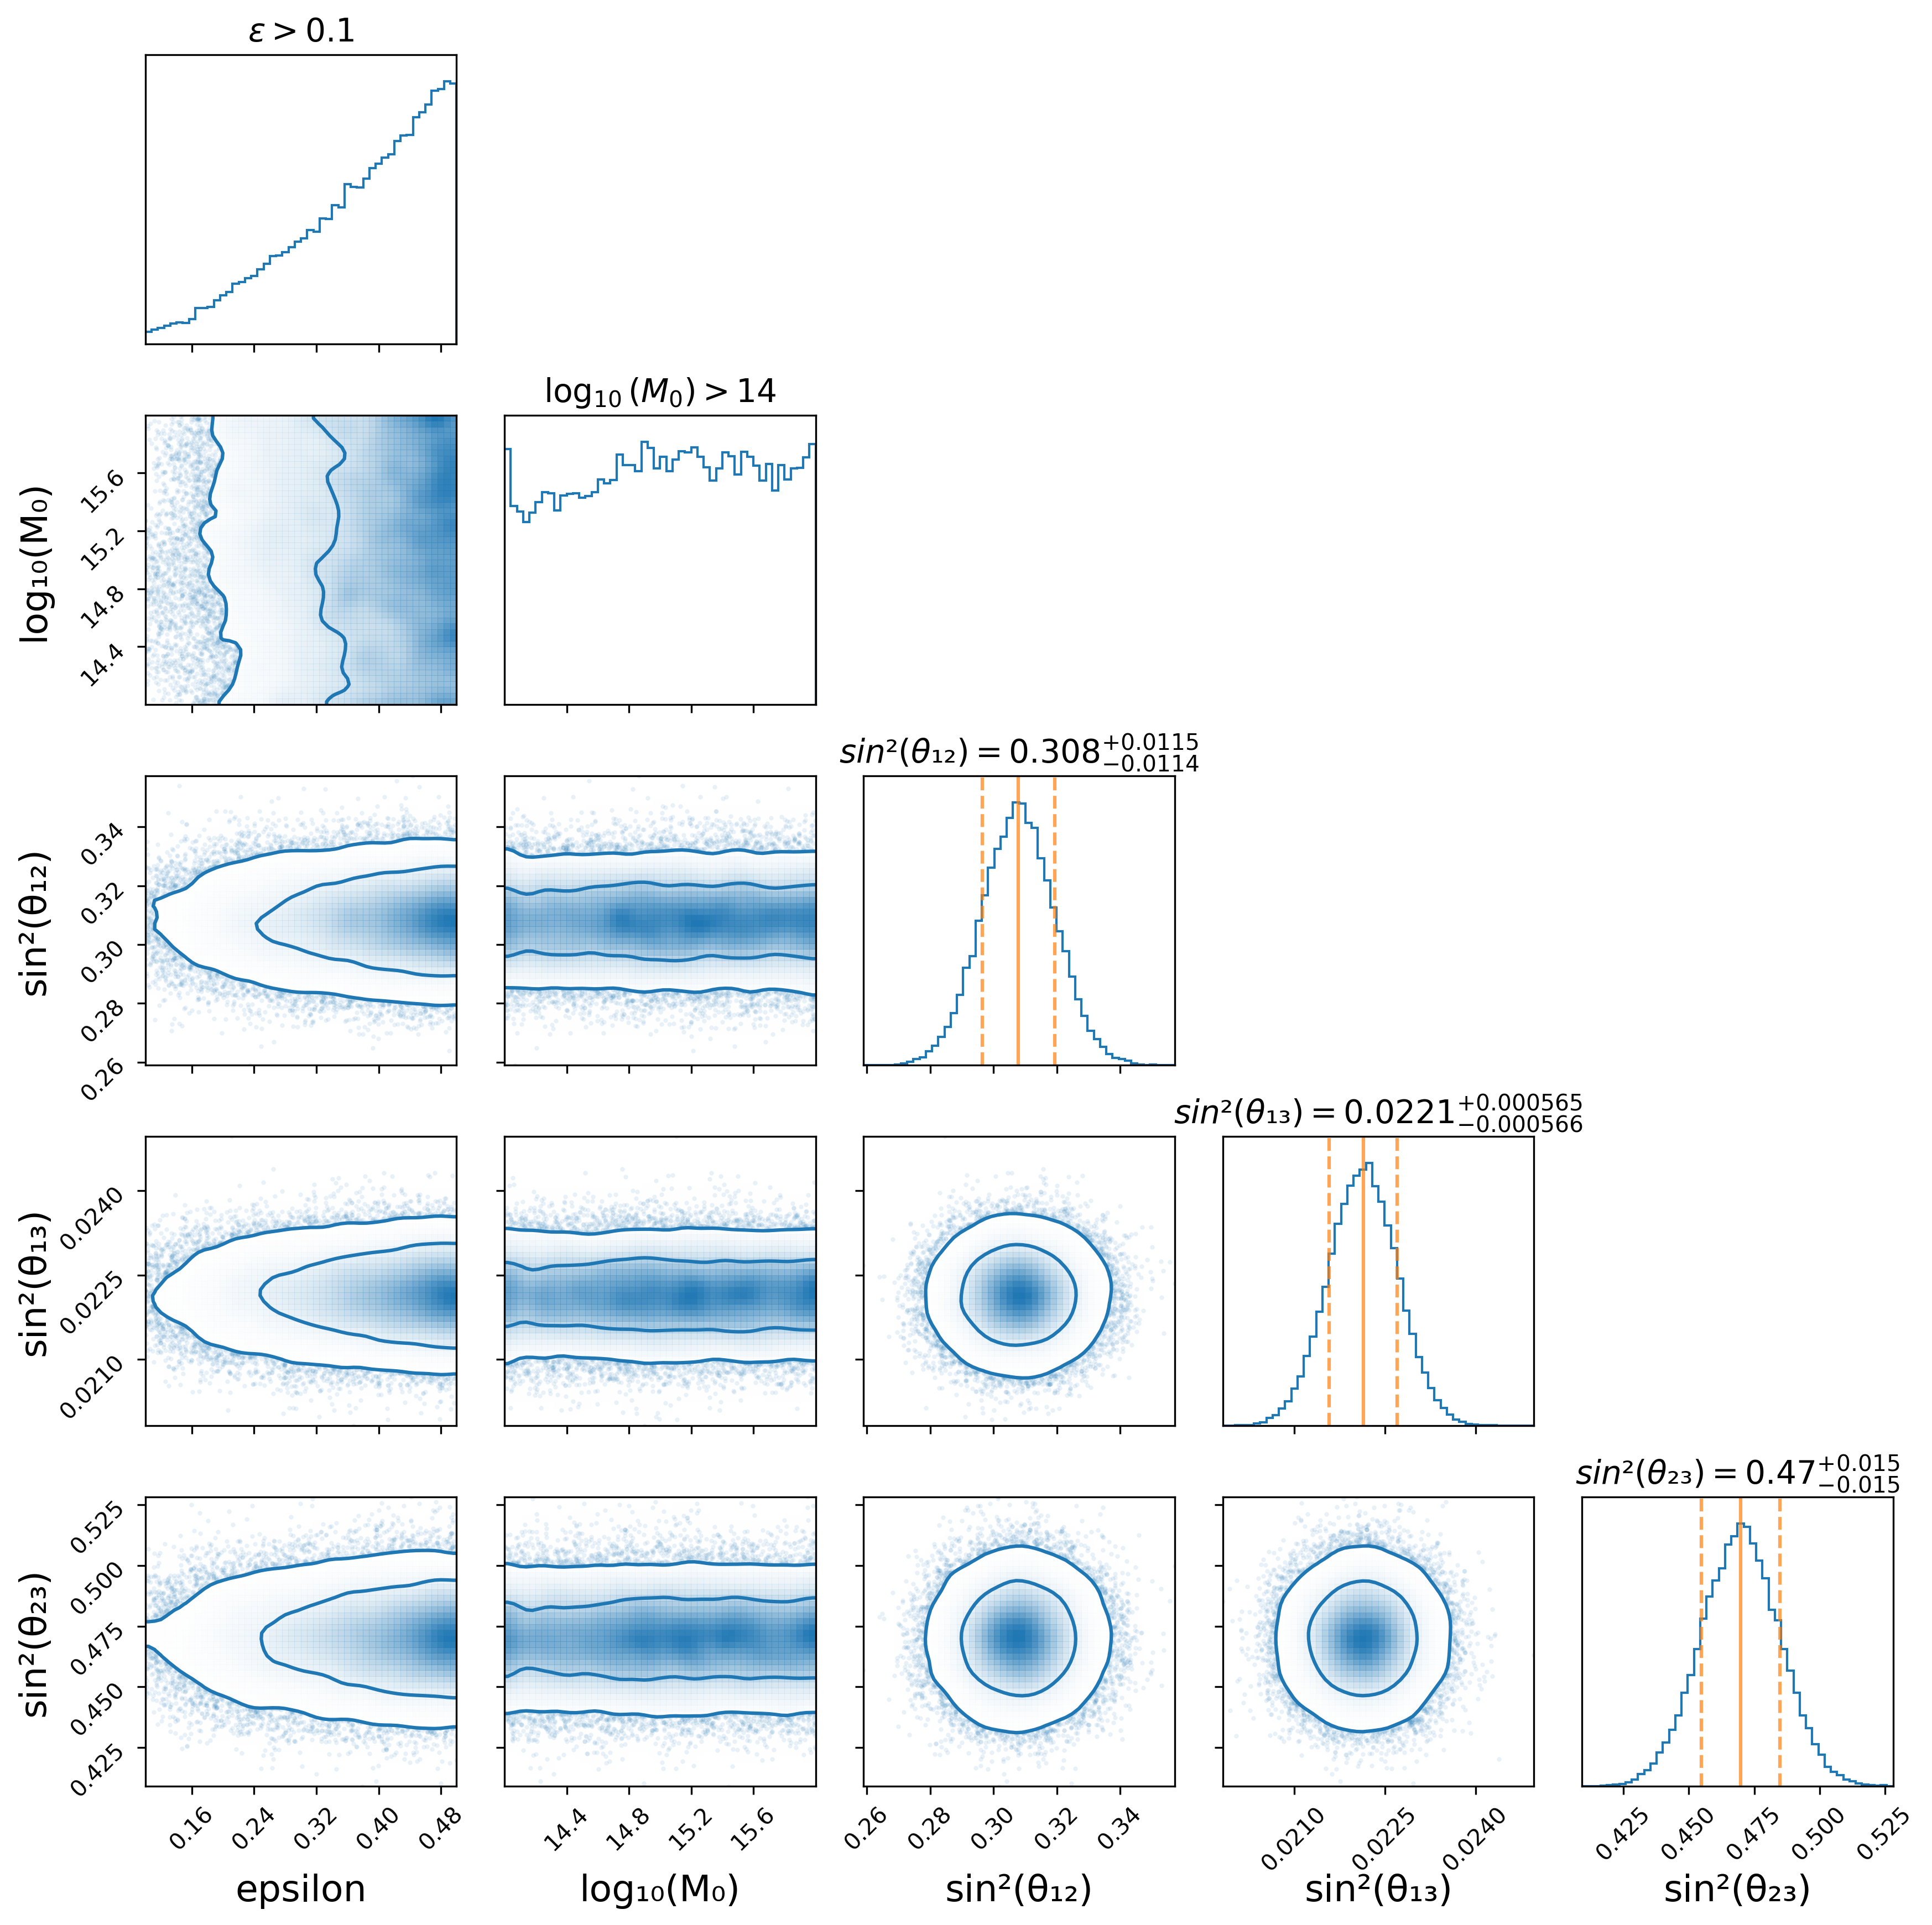 ε > 0.1
log₁₀(M₀) > 14
log₁₀(M₀)
15.6
15.2
14.8
14.4
sin²(θ₁₂) = 0.308 +0.0115 −0.0114
sin²(θ₁₂)
0.34
0.32
0.30
0.28
0.26
sin²(θ₁₃) = 0.0221 +0.000565 −0.000566
sin²(θ₁₃)
0.0240
0.0225
0.0210
sin²(θ₂₃) = 0.47 +0.015 −0.015
sin²(θ₂₃)
0.525
0.500
0.475
0.450
0.425
0.16 0.24 0.32 0.40 0.48 14.4 14.8 15.2 15.6 0.26 0.28 0.30 0.32 0.34 0.0210 0.0225 0.0240 0.425 0.450 0.475 0.500 0.525
epsilon log₁₀(M₀) sin²(θ₁₂) sin²(θ₁₃) sin²(θ₂₃)